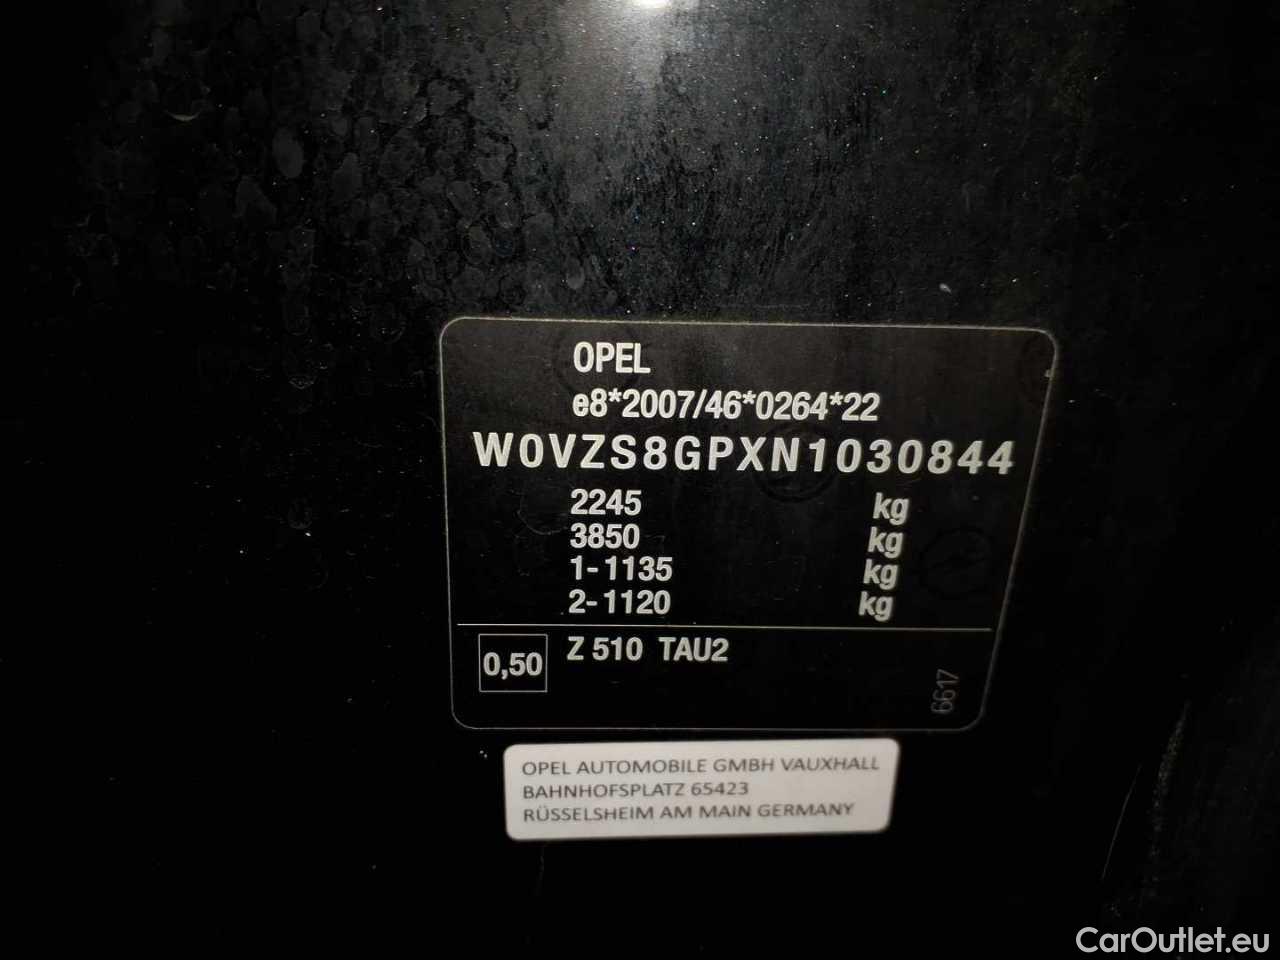 OPEL
e8*2007/46*0264*22
W0VZS8GPXN1030844
2245 kg
3850 kg
1-1135 kg
2-1120 kg
0,50 Z 510 TAU2
6617
OPEL AUTOMOBILE GMBH VAUXHALL
BAHNHOFSPLATZ 65423
RÜSSELSHEIM AM MAIN GERMANY
CarOutlet.eu